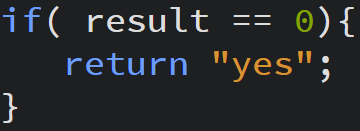 if( result == 0){
    return "yes";
}